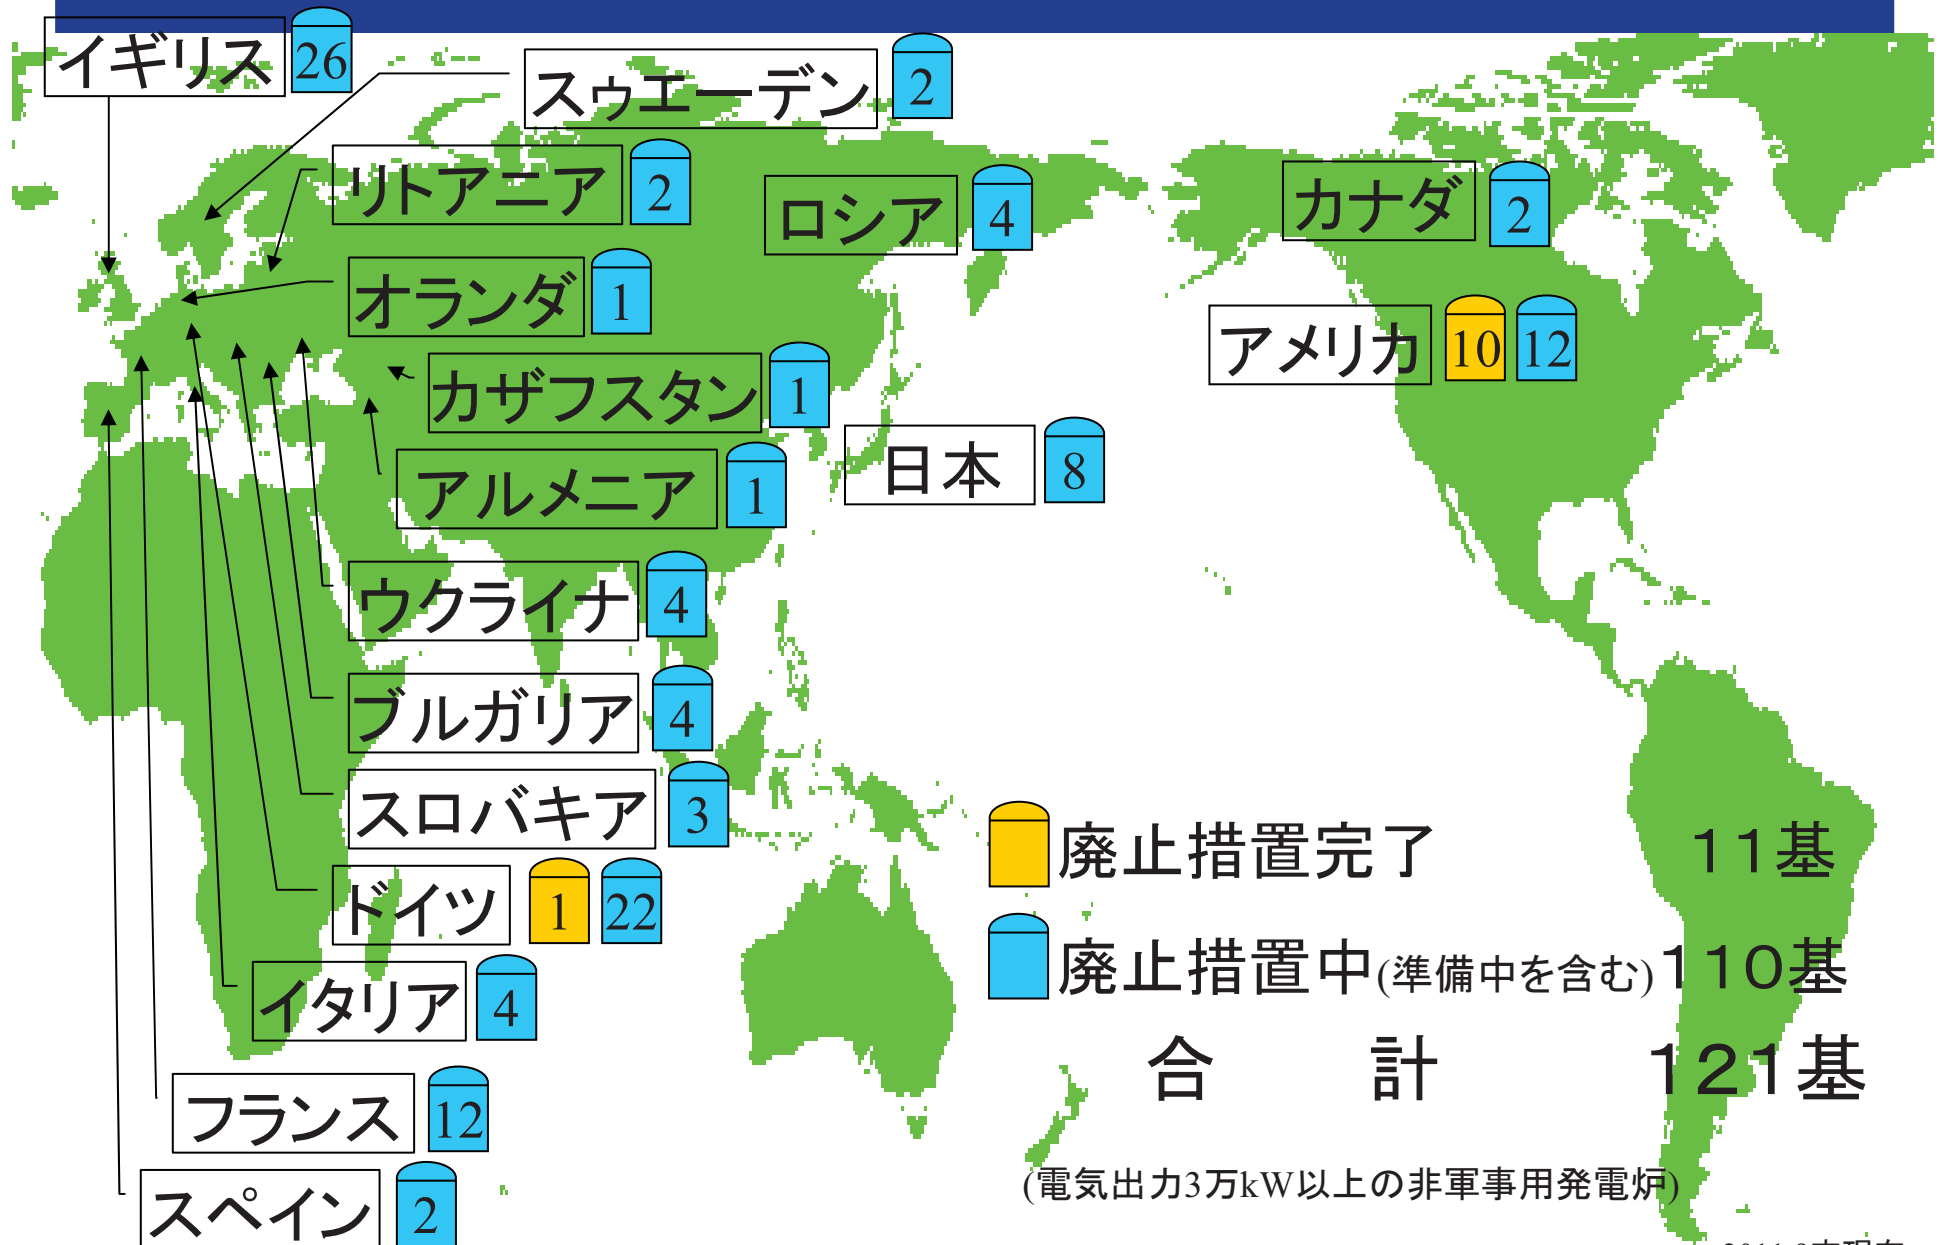 イギリス 26
スウエーデン 2
リトアニア 2
ロシア 4
カナダ 2
オランダ 1
アメリカ 10 12
カザフスタン 1
日本 8
アルメニア 1
ウクライナ 4
ブルガリア 4
スロバキア 3
ドイツ 1 22
イタリア 4
フランス 12
スペイン 2
廃止措置完了 11基
廃止措置中(準備中を含む)110基
合 計 121基
(電気出力3万kW以上の非軍事用発電炉)